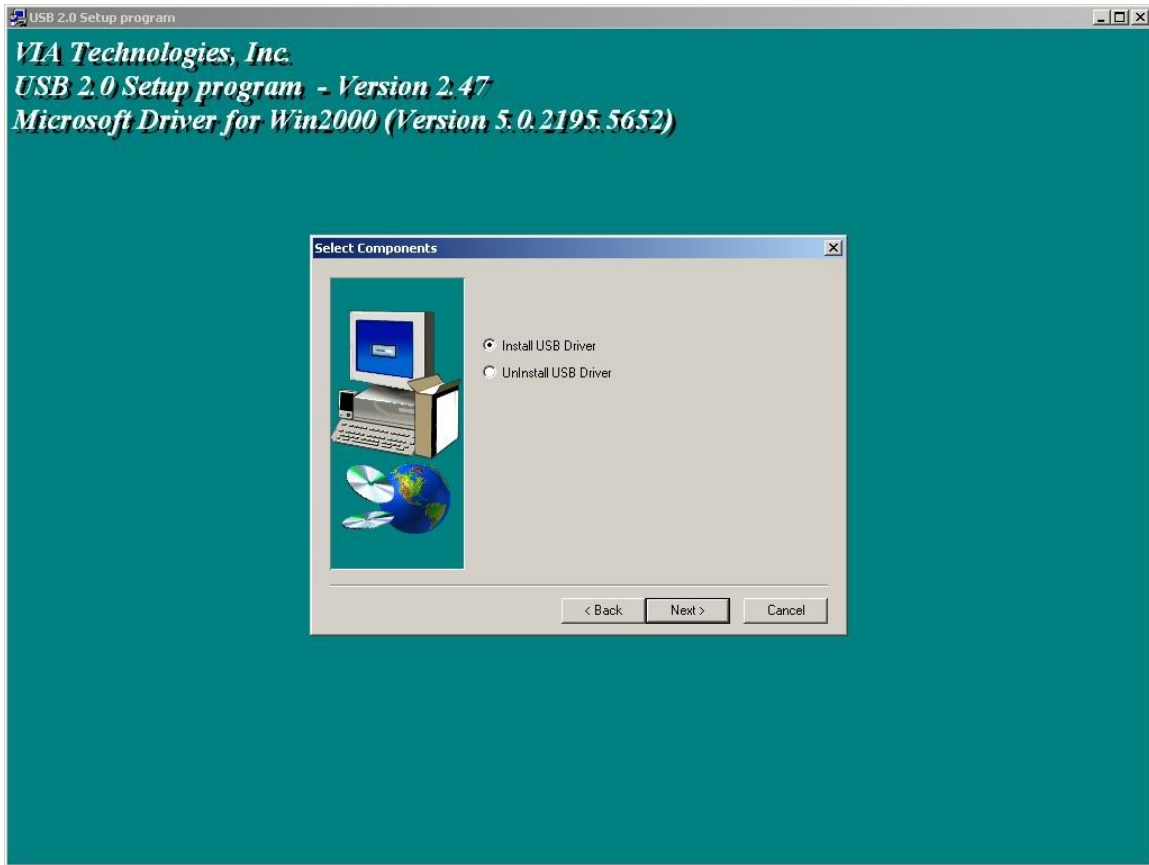 USB 2.0 Setup program
VIA Technologies, Inc.
USB 2.0 Setup program - Version 2.47
Microsoft Driver for Win2000 (Version 5.0.2195.5652)
Select Components
Install USB Driver
UnInstall USB Driver
< Back Next > Cancel